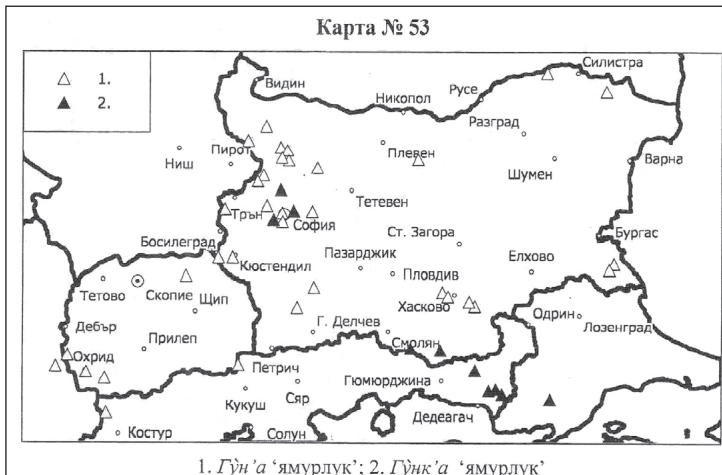 Карта № 53
1.
2.
Силистра
Видин
Русе
Никопол
Разград
Плевен
Пирот
Ниш
Шумен
Варна
Тетевен
Трън
София
Ст. Загора
Бургас
Босилеград
Пазарджик
Елхово
Кюстендил
Пловдив
Тетово
Скопие
Щип
Хасково
Одрин
Лозенград
Дебър
Прилеп
Г. Делчев
Смолян
Охрид
Петрич
Гюмюрджина
Кукуш
Сяр
Дедеагач
Костур
Солун
1. Гу̀н’а ‘ямурлук’; 2. Гу̀нк’а ‘ямурлук’